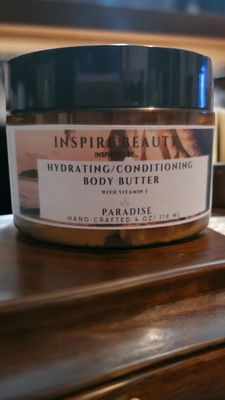 INSPIRE BEAUTY
HYDRATING/CONDITIONING
BODY BUTTER
WITH VITAMIN E
PARADISE
HAND-CRAFTED 4 OZ/ 118 ML